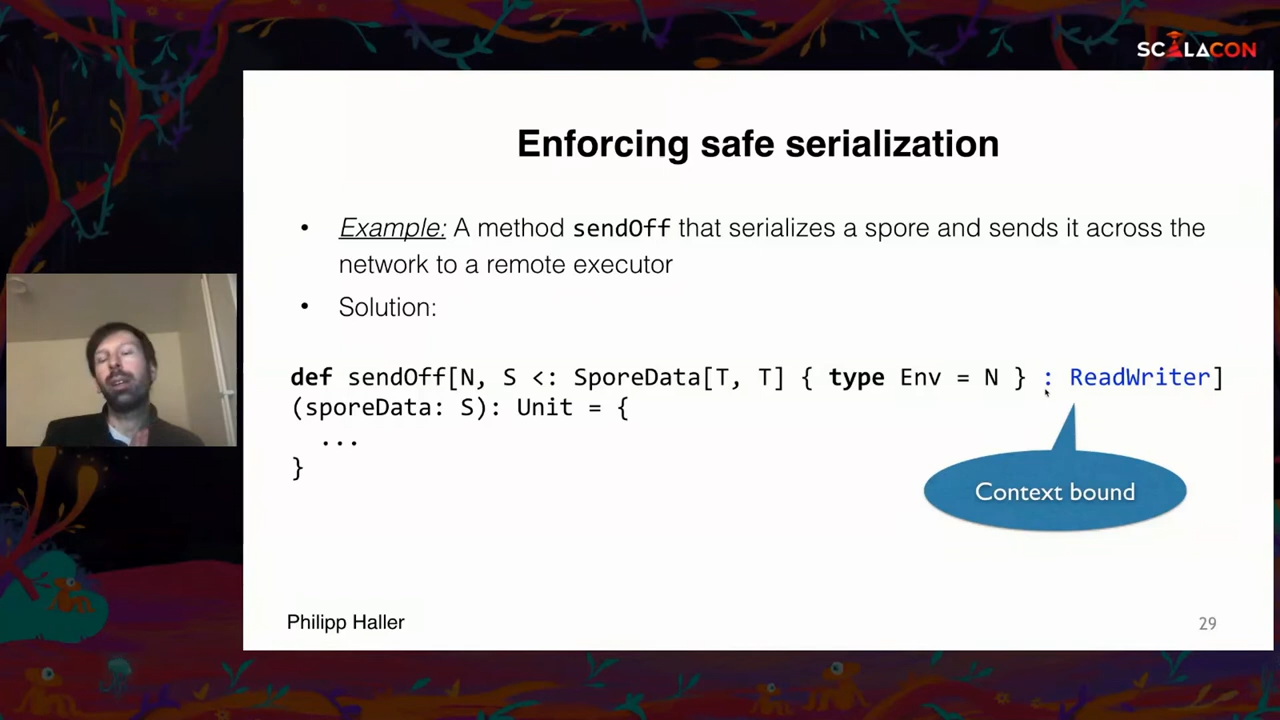 SCALACON
Enforcing safe serialization
• Example: A method sendOff that serializes a spore and sends it across the
network to a remote executor
• Solution:
def sendOff[N, S <: SporeData[T, T] { type Env = N } : ReadWriter]
(sporeData: S): Unit = {
...
}
Context bound
Philipp Haller
29